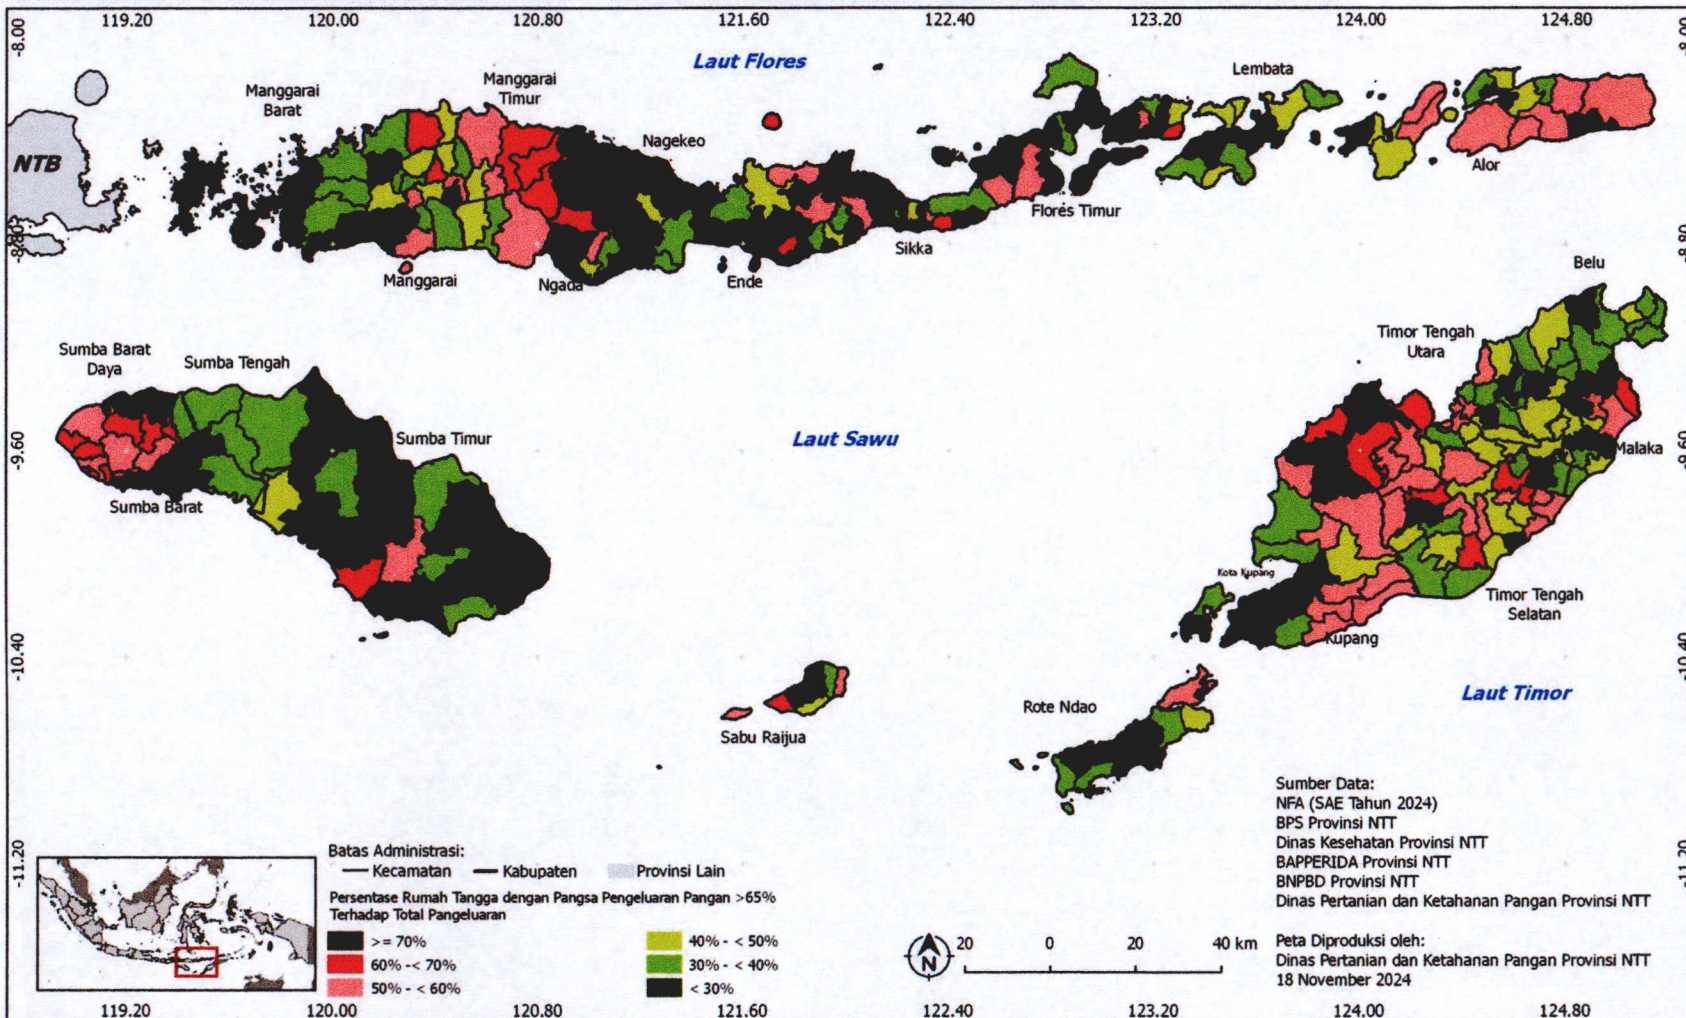 119.20 120.00 120.80 121.60 122.40 123.20 124.00 124.80
-8.00
-8.00
Laut Flores
Manggarai
Barat
Manggarai
Timur
Lembata
NTB
Nagekeo
Alor
Flores Timur
-8.80
-8.80
Sikka
Manggarai
Ngada
Ende
Belu
Timor Tengah
Utara
Sumba Barat
Daya
Sumba Tengah
Sumba Timur
Laut Sawu
-9.60
-9.60
Malaka
Sumba Barat
Kota Kupang
Timor Tengah
Selatan
Kupang
-10.40
-10.40
Laut Timor
Rote Ndao
Sabu Raijua
-11.20
-11.20
Batas Administrasi:
Kecamatan Kabupaten Provinsi Lain
Persentase Rumah Tangga dengan Pangsa Pengeluaran Pangan >65%
Terhadap Total Pangeluaran
>= 70% 40% - < 50%
60% -< 70% 30% - < 40%
50% - < 60% < 30%
N
20 0 20 40 km
Sumber Data:
NFA (SAE Tahun 2024)
BPS Provinsi NTT
Dinas Kesehatan Provinsi NTT
BAPPERIDA Provinsi NTT
BNPBD Provinsi NTT
Dinas Pertanian dan Ketahanan Pangan Provinsi NTT
Peta Diproduksi oleh:
Dinas Pertanian dan Ketahanan Pangan Provinsi NTT
18 November 2024
119.20 120.00 120.80 121.60 122.40 123.20 124.00 124.80